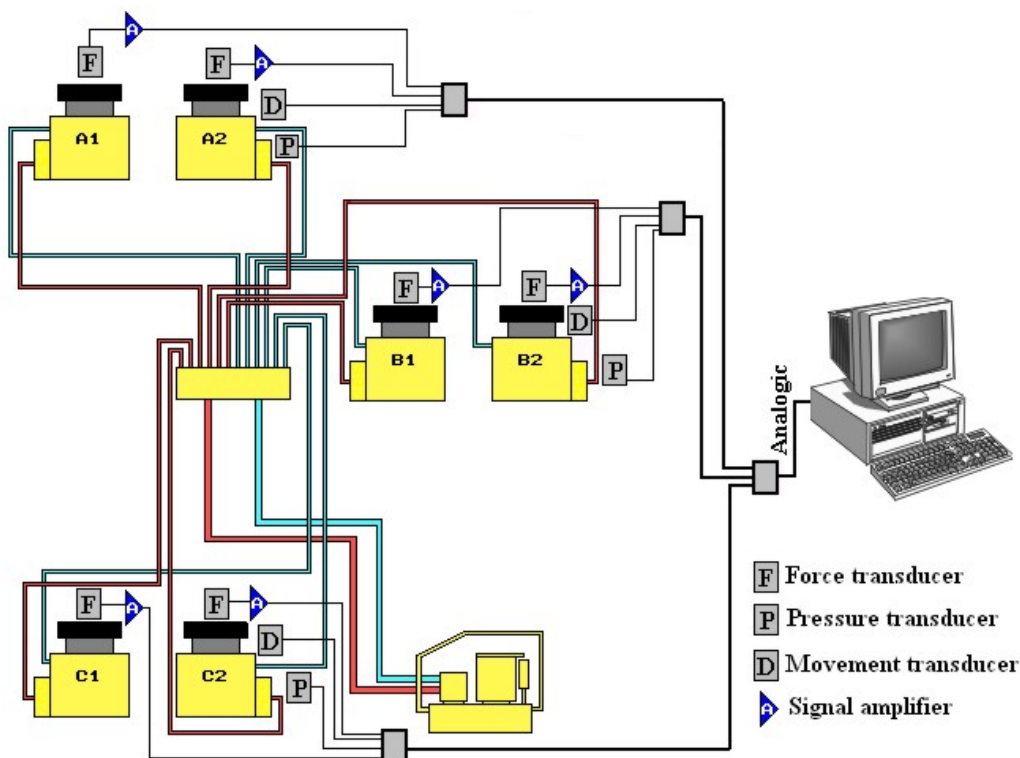 F
A
F
A
D
A1
A2
P
F
A
F
A
D
B1
B2
P
Analogic
F
A
F
A
D
C1
C2
P
F Force transducer
P Pressure transducer
D Movement transducer
A Signal amplifier